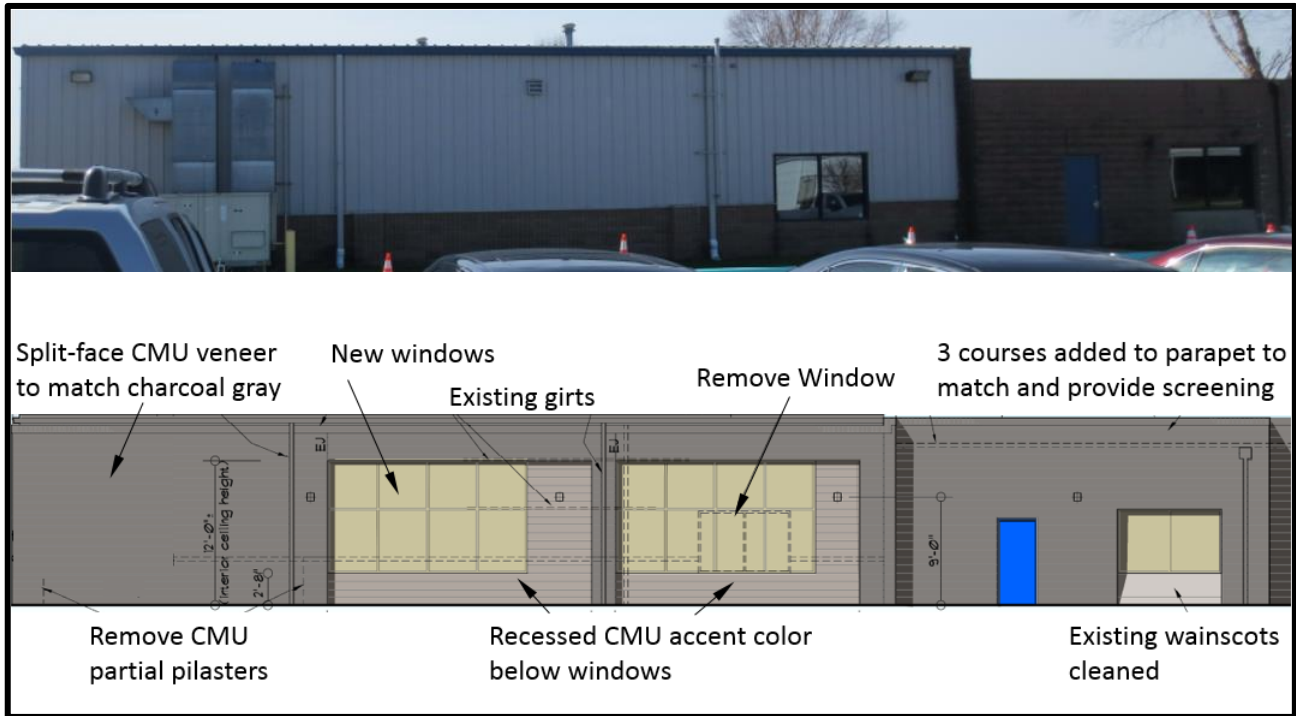 Split-face CMU veneer
to match charcoal gray
New windows
Existing girts
Remove Window
3 courses added to parapet to
match and provide screening
EJ
EJ
12'-0"±
(interior ceiling height)
2'-8"
9'-0"
Remove CMU
partial pilasters
Recessed CMU accent color
below windows
Existing wainscots
cleaned